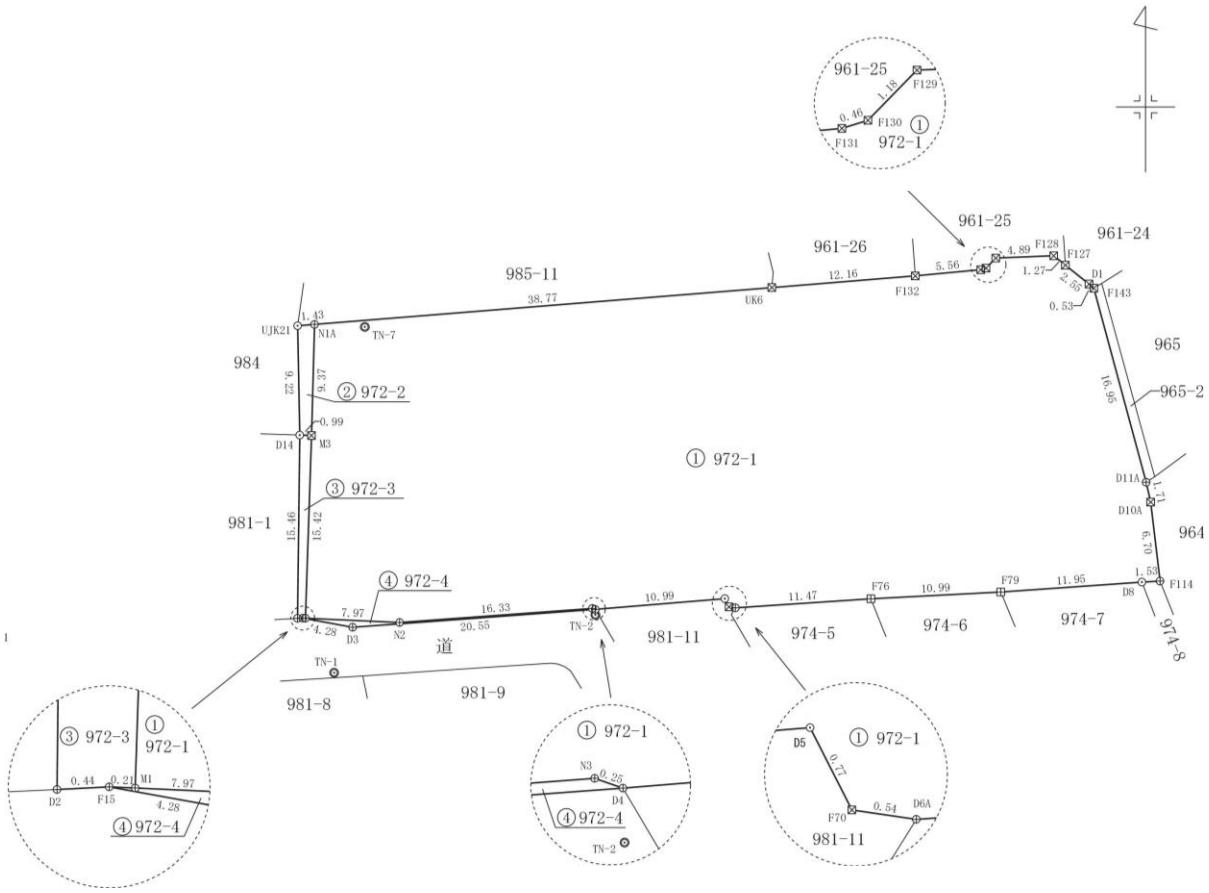 961-25
1.18
F129
0.46
F130
①
F131
972-1
961-25
961-26
961-24
4.89
F128
F127
1.27
D1
2.55
F143
0.53
985-11
5.56
12.16
F132
UK6
38.77
1.43
UJK21
N1A
TN-7
984
9.22
9.37
② 972-2
0.99
D14
M3
965
965-2
16.95
① 972-1
③ 972-3
981-1
15.46
15.42
D11A
1.71
D10A
964
6.70
④ 972-4
7.97
4.28
D3
N2
16.33
20.55
TN-2
10.99
11.47
F76
10.99
F79
11.95
1.53
D8
F114
道
981-11
974-5
974-6
974-7
974-8
1
TN-1
981-8
981-9
③ 972-3
①
972-1
0.44
0.21
M1
7.97
D2
F15
4.28
④ 972-4
① 972-1
N3
0.25
D4
④ 972-4
TN-2
① 972-1
D5
0.77
0.54
D6A
F70
981-11